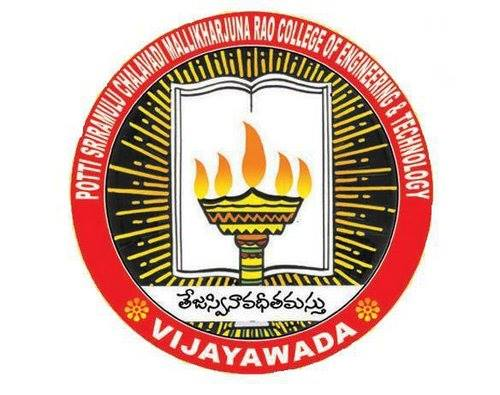 POTTI SRIRAMULU CHALAVADI MALLIKHARJUNA RAO COLLEGE OF ENGINEERING & TECHNOLOGY
తేజస్వినావధీతమస్తు
VIJAYAWADA